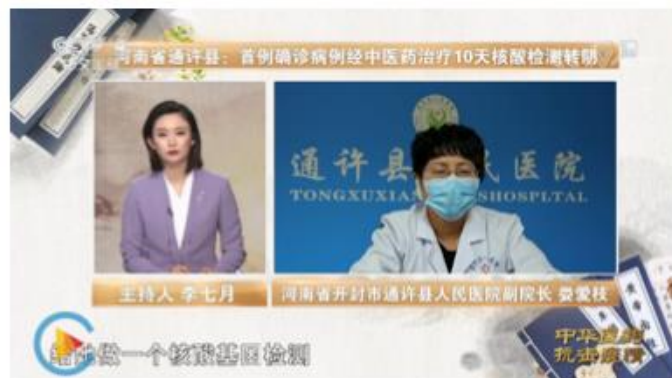 河南省通许县：首例确诊病例经中医药治疗10天核酸检测转阴
通许县人民医院
TONGXUXIAN SHOSPLTAL
主持人 李七月
河南省开封市通许县人民医院副院长 娄爱枝
给她做一个核酸基因检测
中华医药
抗击疫情